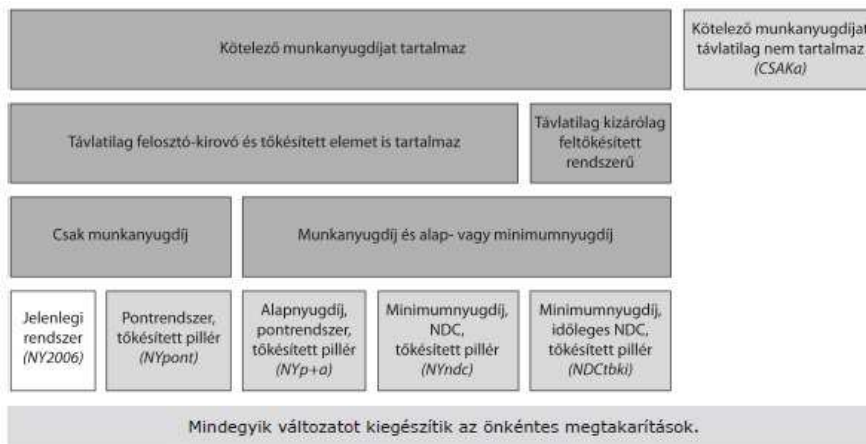 Kötelező munkanyugdíjat tartalmaz
Kötelező munkanyugdíjat
távlatilag nem tartalmaz
(CSAKa)
Távlatilag felosztó-kirovó és tőkésített elemet is tartalmaz
Távlatilag kizárólag
feltőkésített
rendszerű
Csak munkanyugdíj
Munkanyugdíj és alap- vagy minimumnyugdíj
Jelenlegi
rendszer
(NY2006)
Pontrendszer,
tőkésített pillér
(NYpont)
Alapnyugdíj,
pontrendszer,
tőkésített pillér
(NYp+a)
Minimumnyugdíj,
NDC,
tőkésített pillér
(NYndc)
Minimumnyugdíj,
időleges NDC,
tőkésített pillér
(NDCtbki)
Mindegyik változatot kiegészítik az önkéntes megtakarítások.